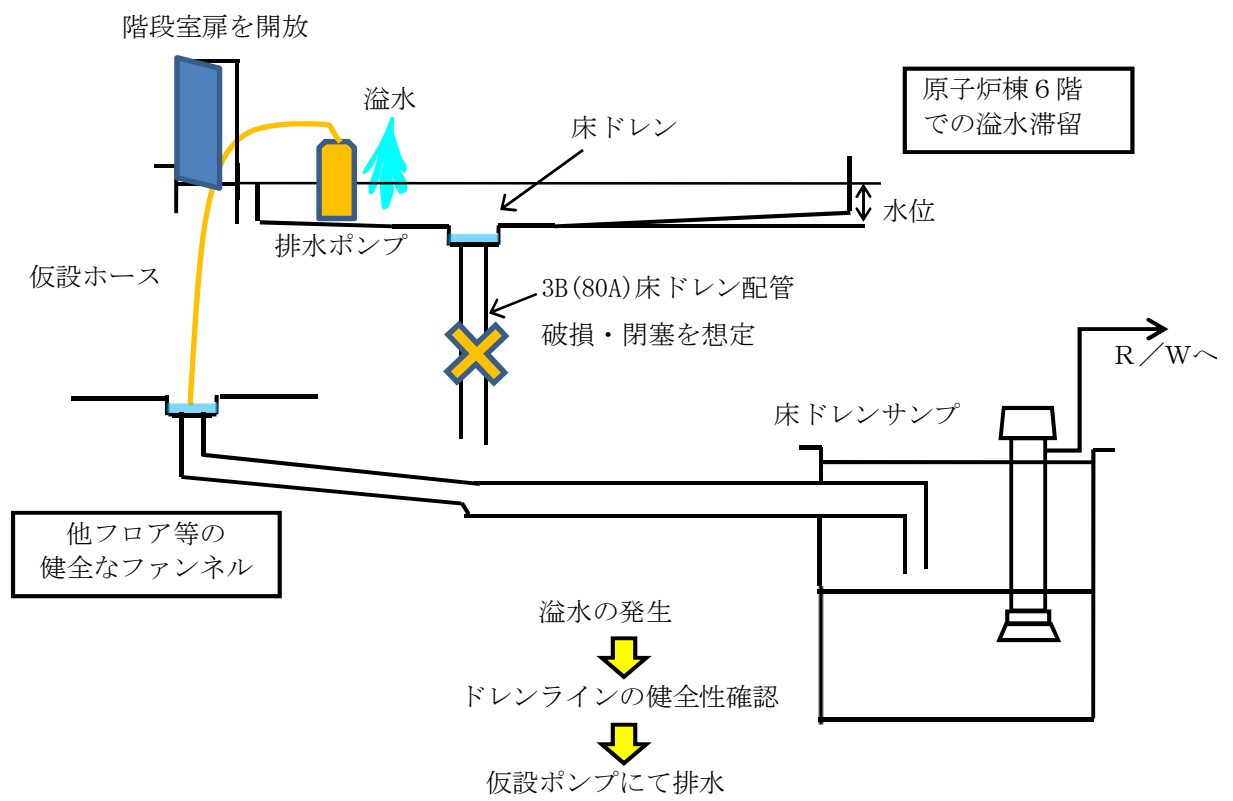 階段室扉を開放
溢水
床ドレン
原子炉棟６階
での溢水滞留
水位
排水ポンプ
仮設ホース
3B(80A)床ドレン配管
破損・閉塞を想定
Ｒ／Wへ
床ドレンサンプ
他フロア等の
健全なファンネル
溢水の発生
ドレンラインの健全性確認
仮設ポンプにて排水